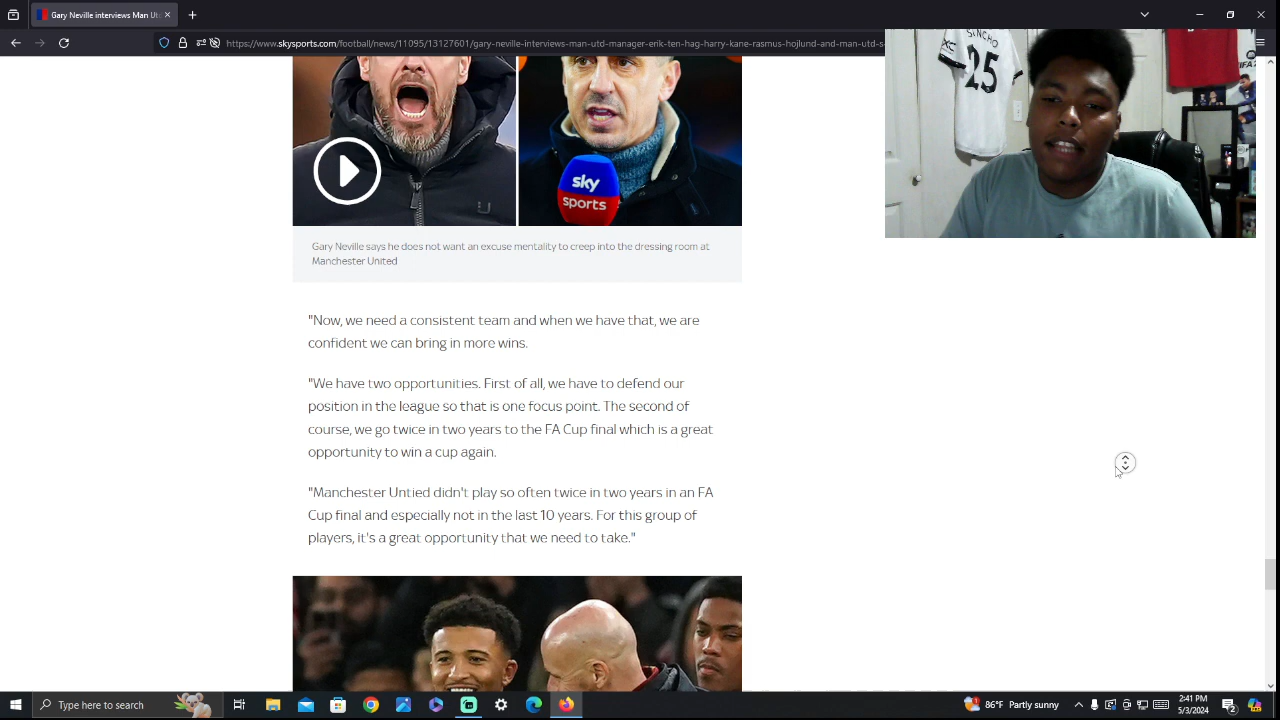 Gary Neville interviews Man Utd
https://www.skysports.com/football/news/11095/13127601/gary-neville-interviews-man-utd-manager-erik-ten-hag-harry-kane-rasmus-hojlund-and-man-utd-s
SANCHO
25
sky
sports
Gary Neville says he does not want an excuse mentality to creep into the dressing room at
Manchester United
"Now, we need a consistent team and when we have that, we are
confident we can bring in more wins.
"We have two opportunities. First of all, we have to defend our
position in the league so that is one focus point. The second of
course, we go twice in two years to the FA Cup final which is a great
opportunity to win a cup again.
"Manchester Untied didn't play so often twice in two years in an FA
Cup final and especially not in the last 10 years. For this group of
players, it's a great opportunity that we need to take."
Type here to search
86°F Partly sunny
2:41 PM
5/3/2024
2